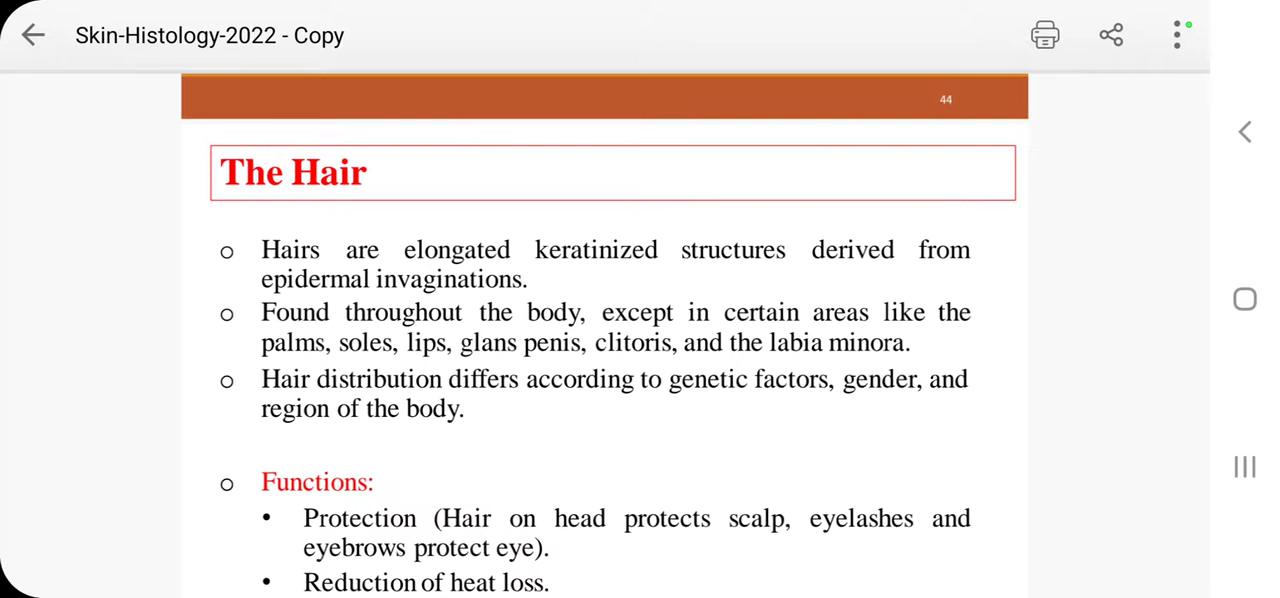 Skin-Histology-2022 - Copy
44
The Hair
o Hairs are elongated keratinized structures derived from
epidermal invaginations.
o Found throughout the body, except in certain areas like the
palms, soles, lips, glans penis, clitoris, and the labia minora.
o Hair distribution differs according to genetic factors, gender, and
region of the body.
o Functions:
• Protection (Hair on head protects scalp, eyelashes and
eyebrows protect eye).
• Reduction of heat loss.